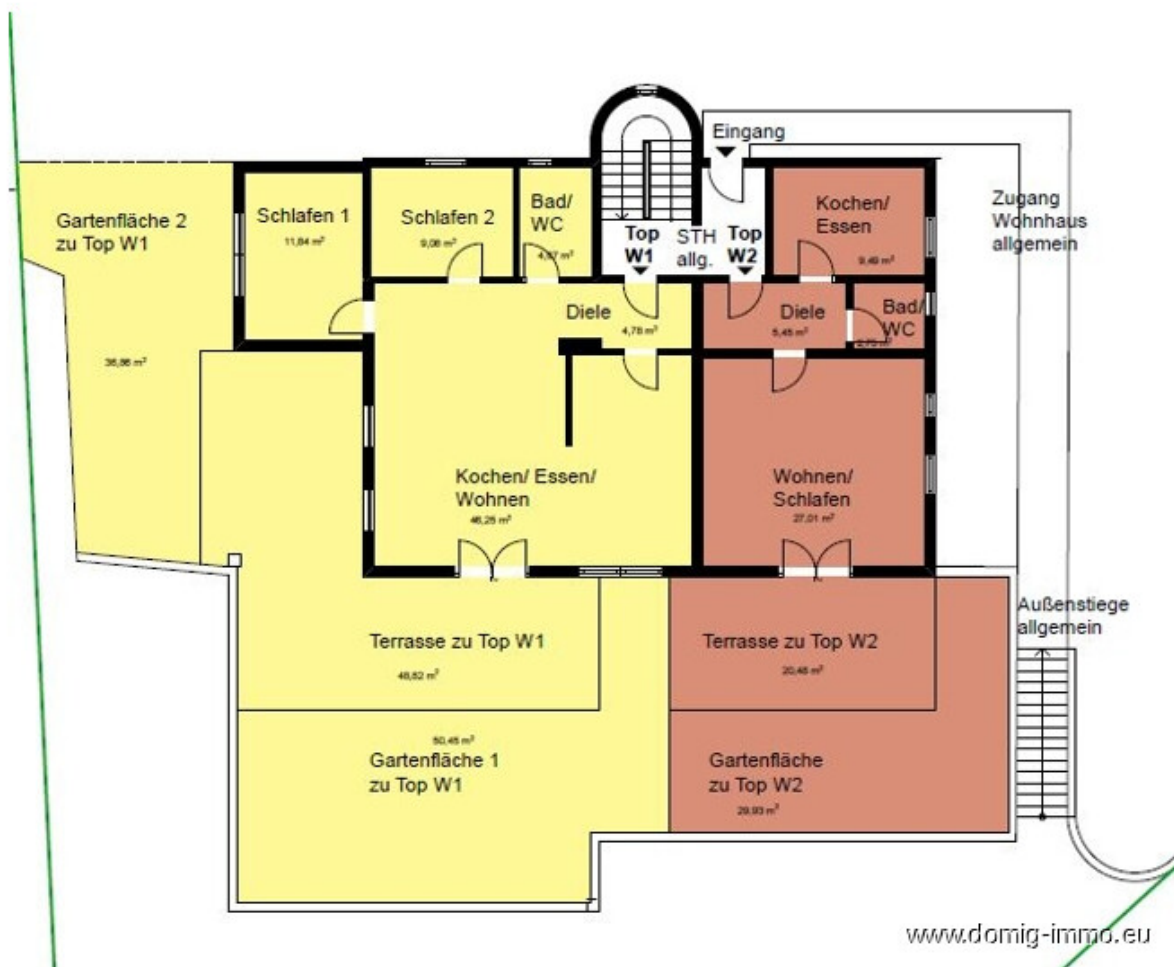 Eingang
Gartenfläche 2
zu Top W1
36,86 m²
Schlafen 1
11,84 m²
Schlafen 2
9,08 m²
Bad/
WC
Top
W1
STH
allg.
Top
W2
Kochen/
Essen
9,49 m²
Zugang
Wohnhaus
allgemein
Diele
4,78 m²
Diele
5,45 m²
Bad/
WC
Kochen/ Essen/
Wohnen
46,25 m²
Wohnen/
Schlafen
27,01 m²
Außenstiege
allgemein
Terrasse zu Top W1
48,82 m²
Terrasse zu Top W2
20,48 m²
50,45 m²
Gartenfläche 1
zu Top W1
Gartenfläche
zu Top W2
29,93 m²
www.domig-immo.eu